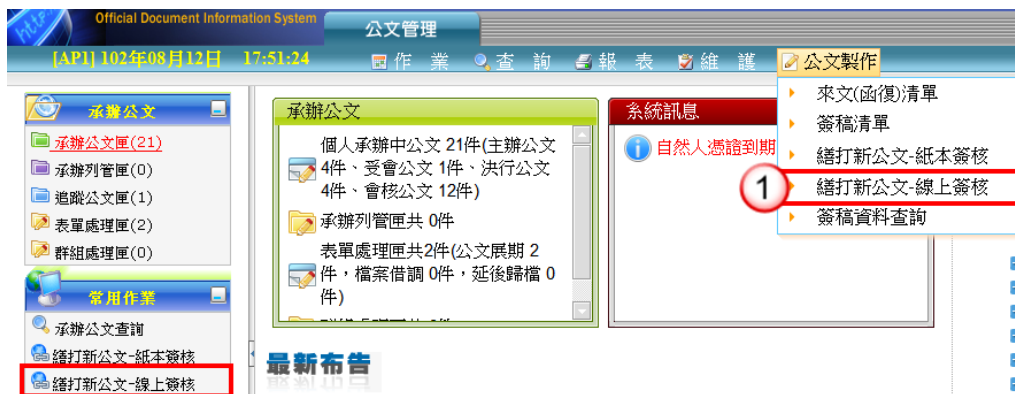 Official Document Information System
公文管理
[AP1] 102年08月12日 17:51:24
作 業 查 詢 報 表 維 護 公文製作
來文(函復)清單
簽稿清單
繕打新公文-紙本簽核
① 繕打新公文-線上簽核
簽稿資料查詢
承辦公文
承辦公文匣(21)
承辦列管匣(0)
追蹤公文匣(1)
表單處理匣(2)
群組處理匣(0)
常用作業
承辦公文查詢
繕打新公文-紙本簽核
繕打新公文-線上簽核
承辦公文
個人承辦中公文 21件(主辦公文
4件、受會公文 1件、決行公文
4件、會核公文 12件)
承辦列管匣共 0件
表單處理匣共2件(公文展期 2
件，檔案借調 0件，延後歸檔 0
件)
系統訊息
自然人憑證到期
最新布告